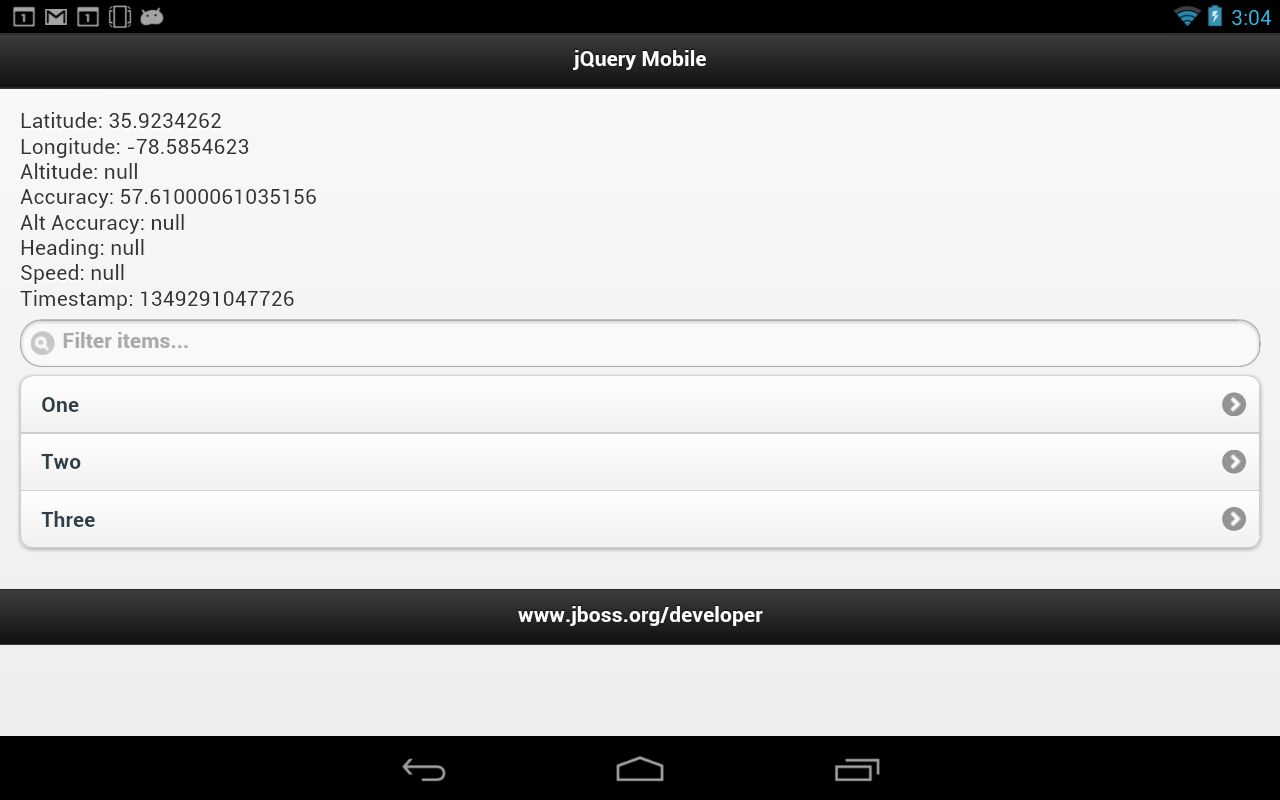 1 1 3:04
jQuery Mobile
Latitude: 35.9234262
Longitude: -78.5854623
Altitude: null
Accuracy: 57.61000061035156
Alt Accuracy: null
Heading: null
Speed: null
Timestamp: 1349291047726
Filter items...
One
Two
Three
www.jboss.org/developer